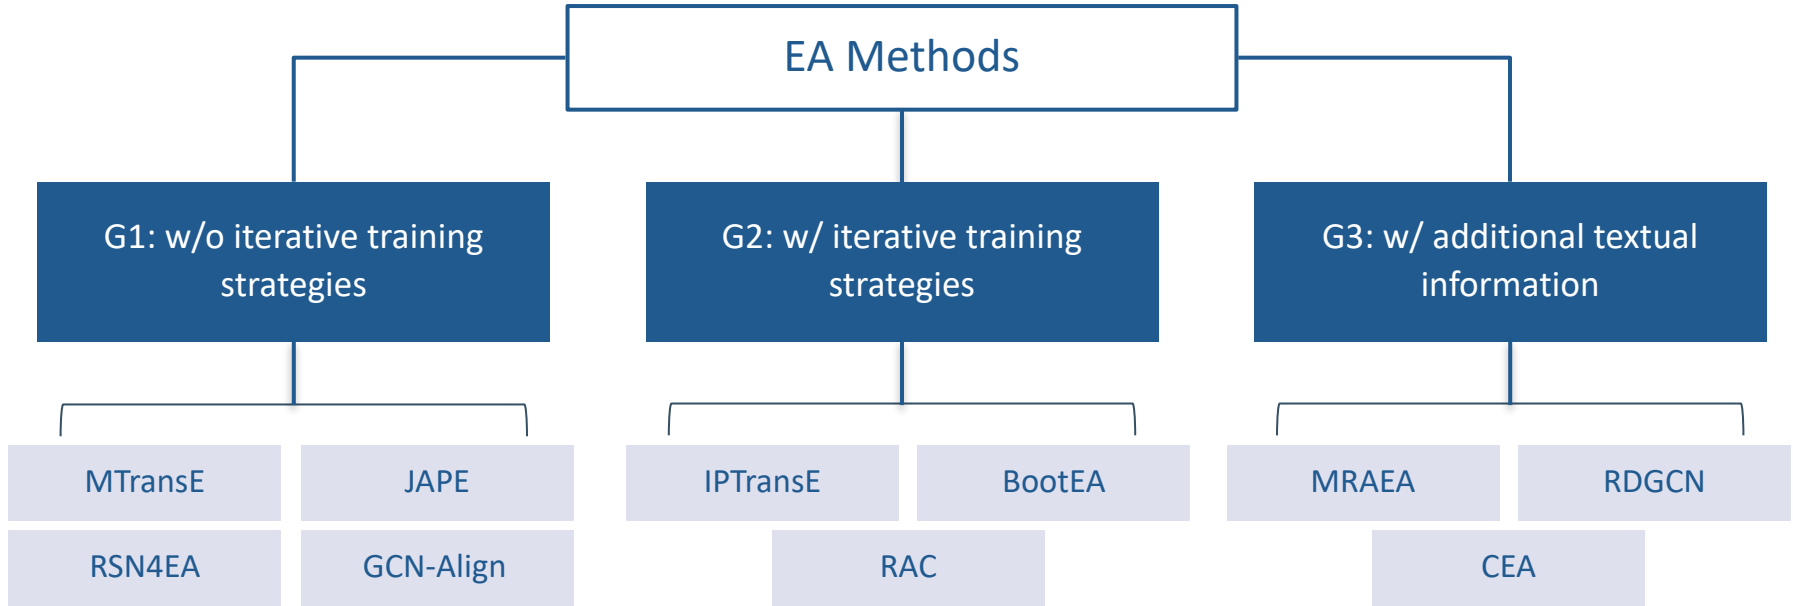 EA Methods
G1: w/o iterative training
strategies
G2: w/ iterative training
strategies
G3: w/ additional textual
information
MTransE
JAPE
RSN4EA
GCN-Align
IPTransE
BootEA
RAC
MRAEA
RDGCN
CEA